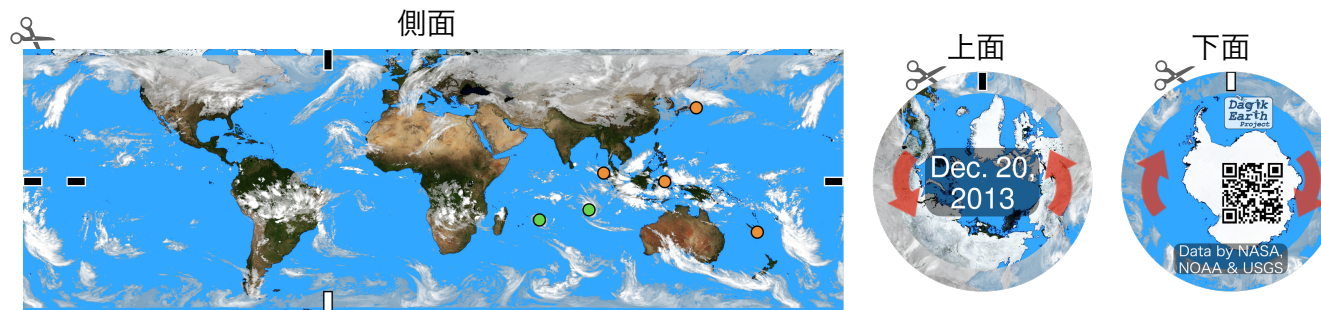 側面
上面
下面
Dec. 20,
2013
Dagik
Earth
Project
Data by NASA,
NOAA & USGS